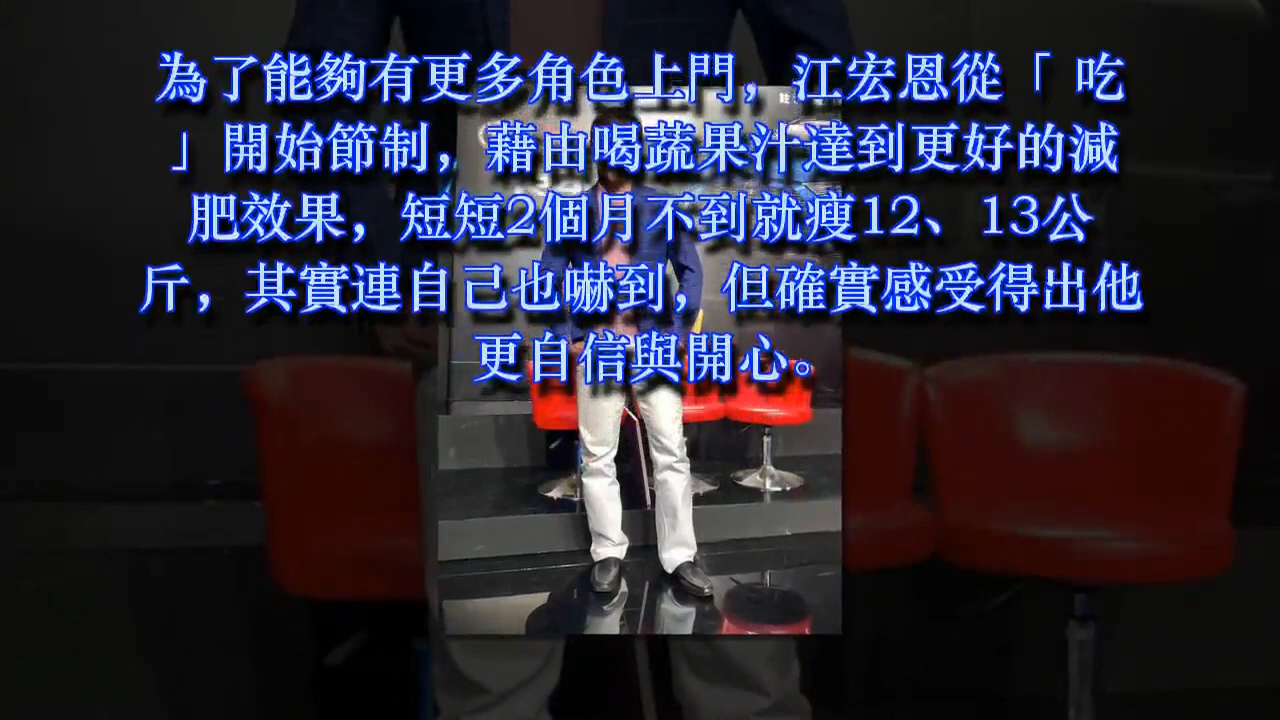 為了能夠有更多角色上門，江宏恩從「 吃
」開始節制，藉由喝蔬果汁達到更好的減
肥效果，短短2個月不到就瘦12、13公
斤，其實連自己也嚇到，但確實感受得出他
更自信與開心。